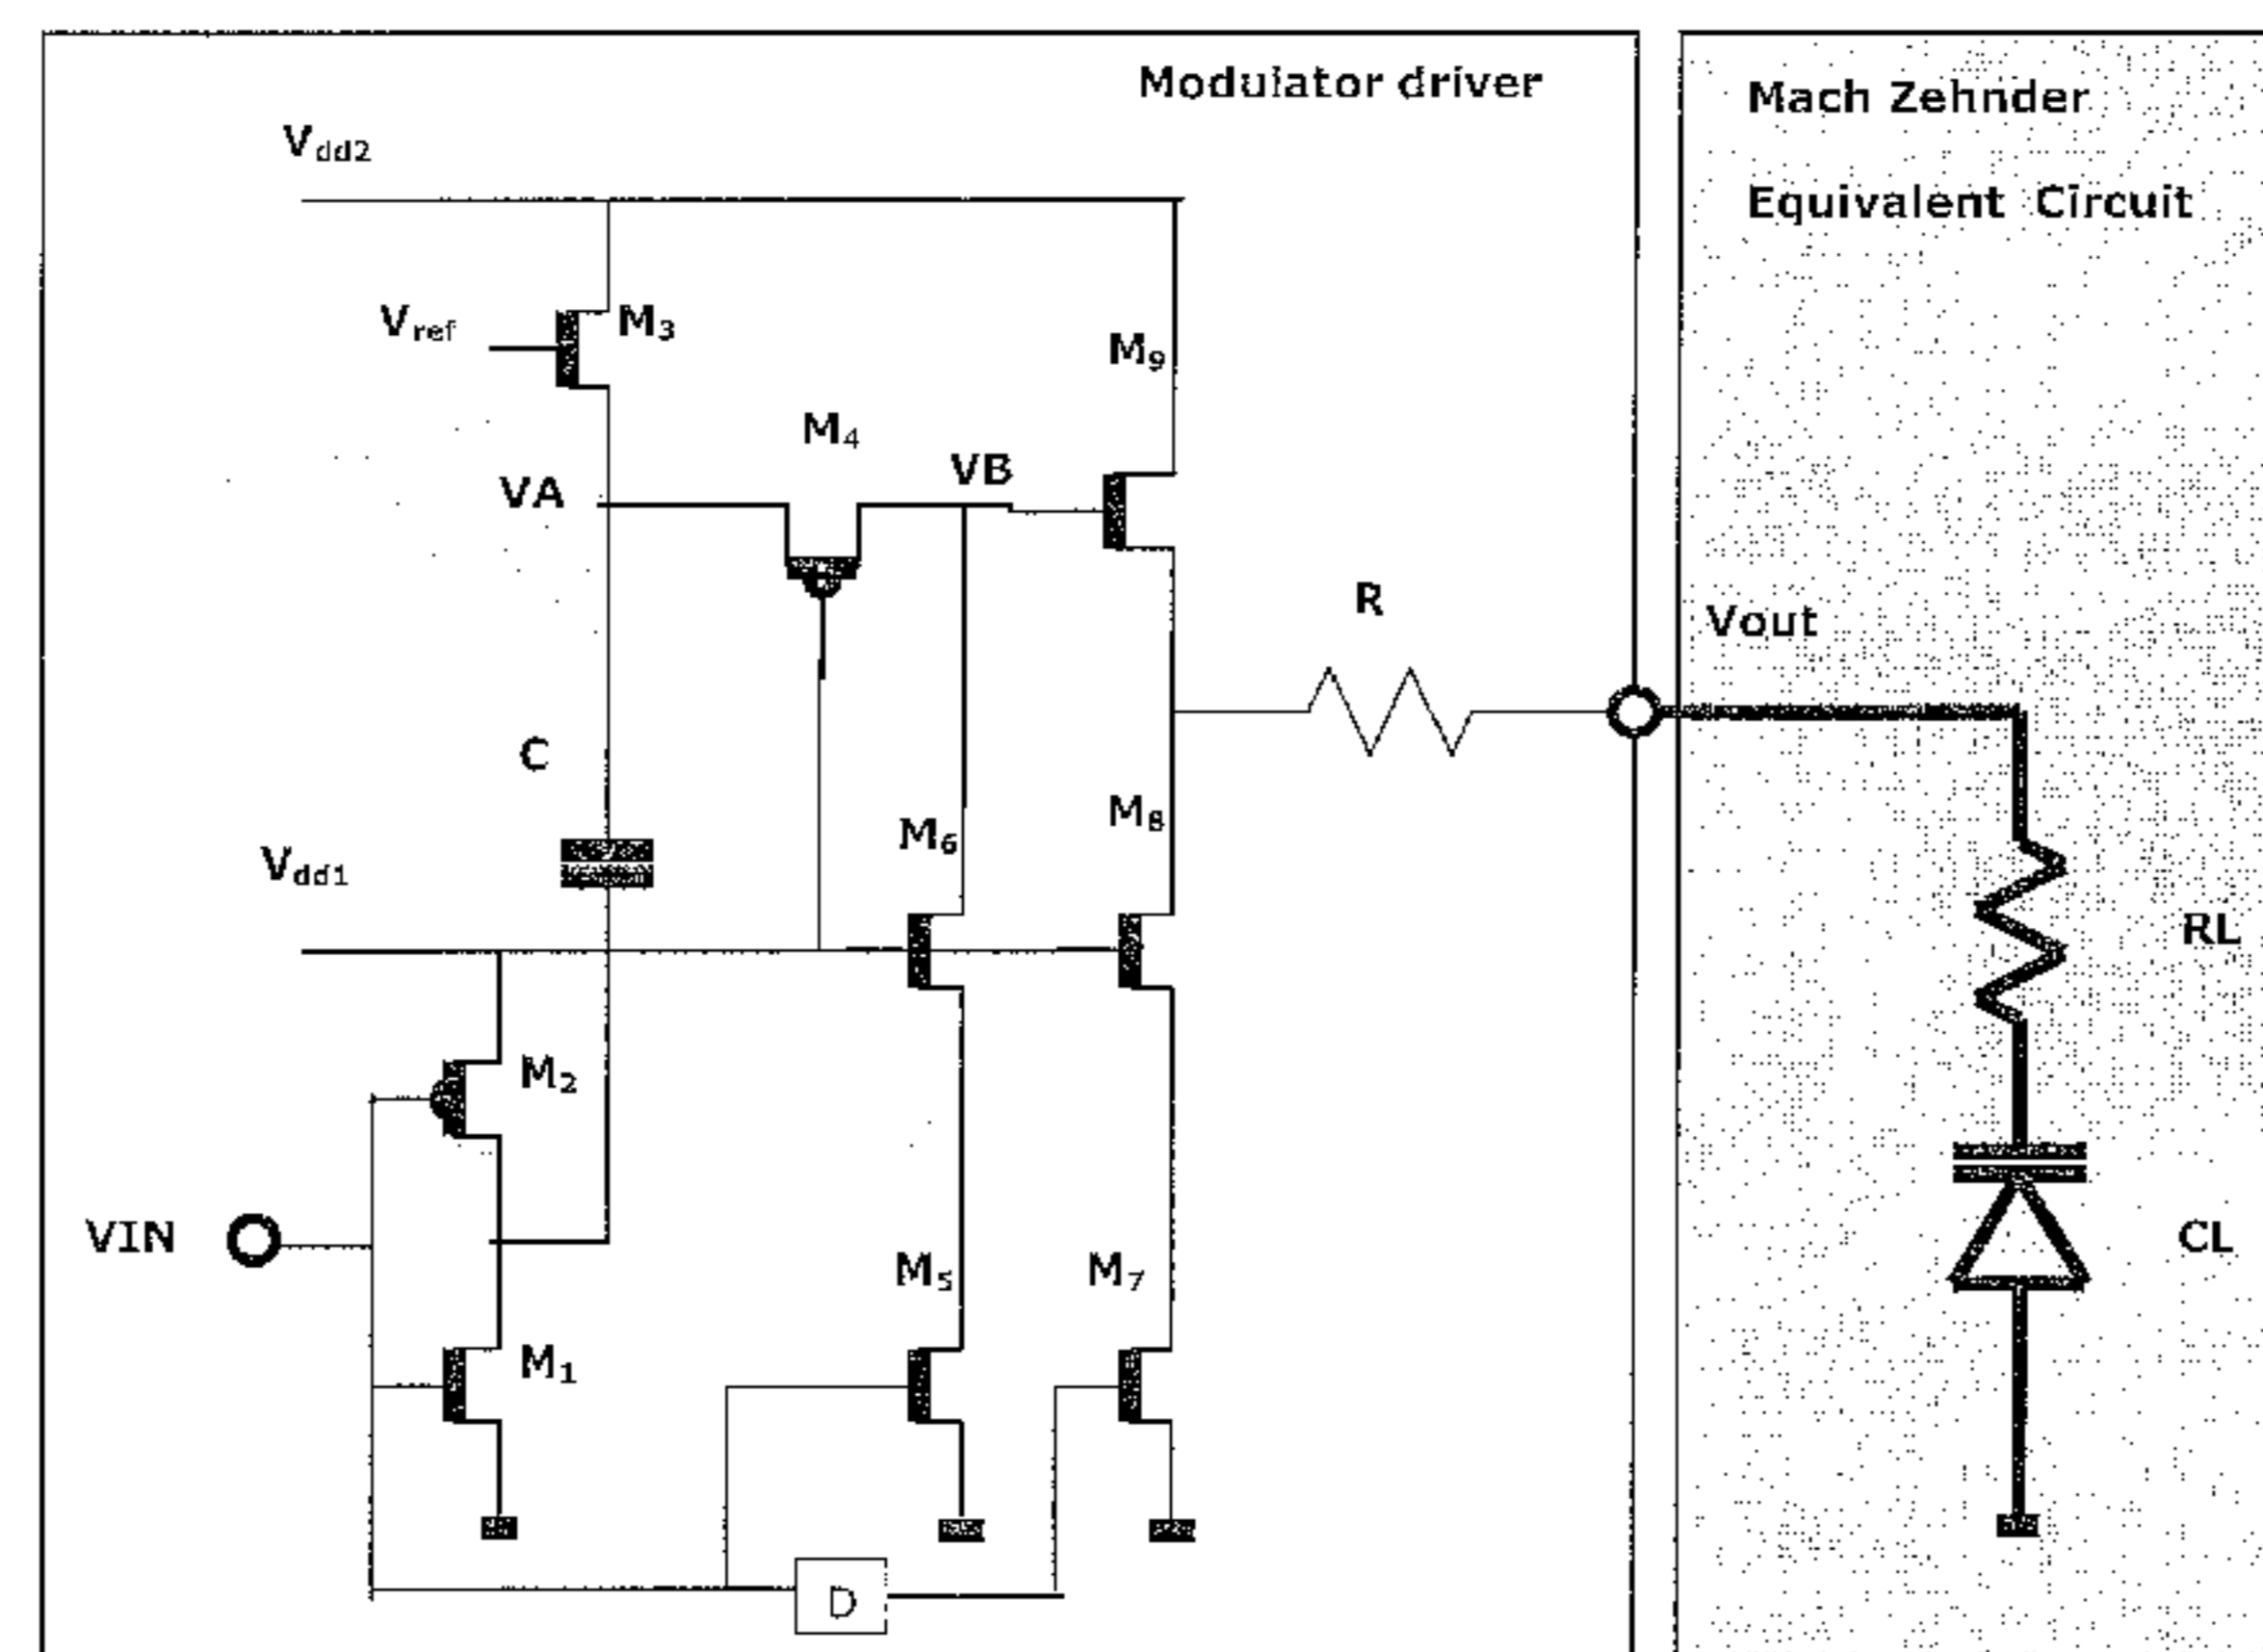 Modulator driver
Mach Zehnder
Equivalent Circuit
Vdd2
Vref
M3
M9
M4
VA
VB
R
Vout
C
M6
M8
Vdd1
RL
M2
VIN
M5
M7
CL
M1
D